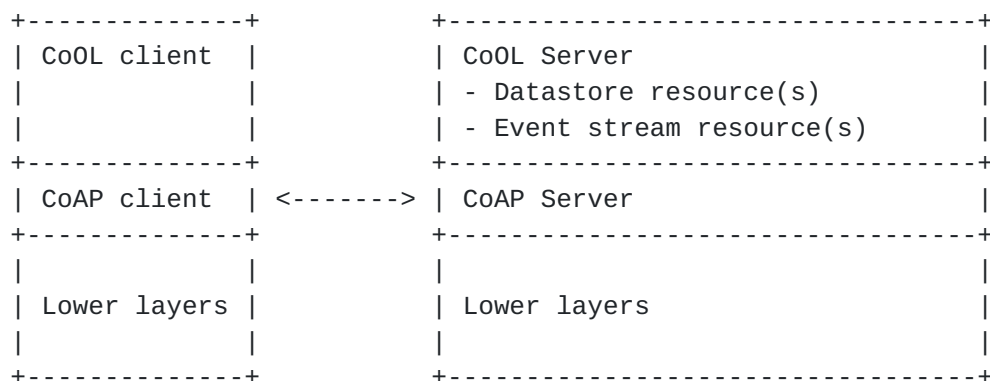 +--------------+            +-----------------------------------+
| CoOL client  |            | CoOL Server                       |
|              |            | - Datastore resource(s)           |
|              |            | - Event stream resource(s)        |
+--------------+            +-----------------------------------+
| CoAP client  | <-------> | CoAP Server                       |
+--------------+            +-----------------------------------+
|              |            |                                   |
| Lower layers |            | Lower layers                      |
|              |            |                                   |
+--------------+            +-----------------------------------+